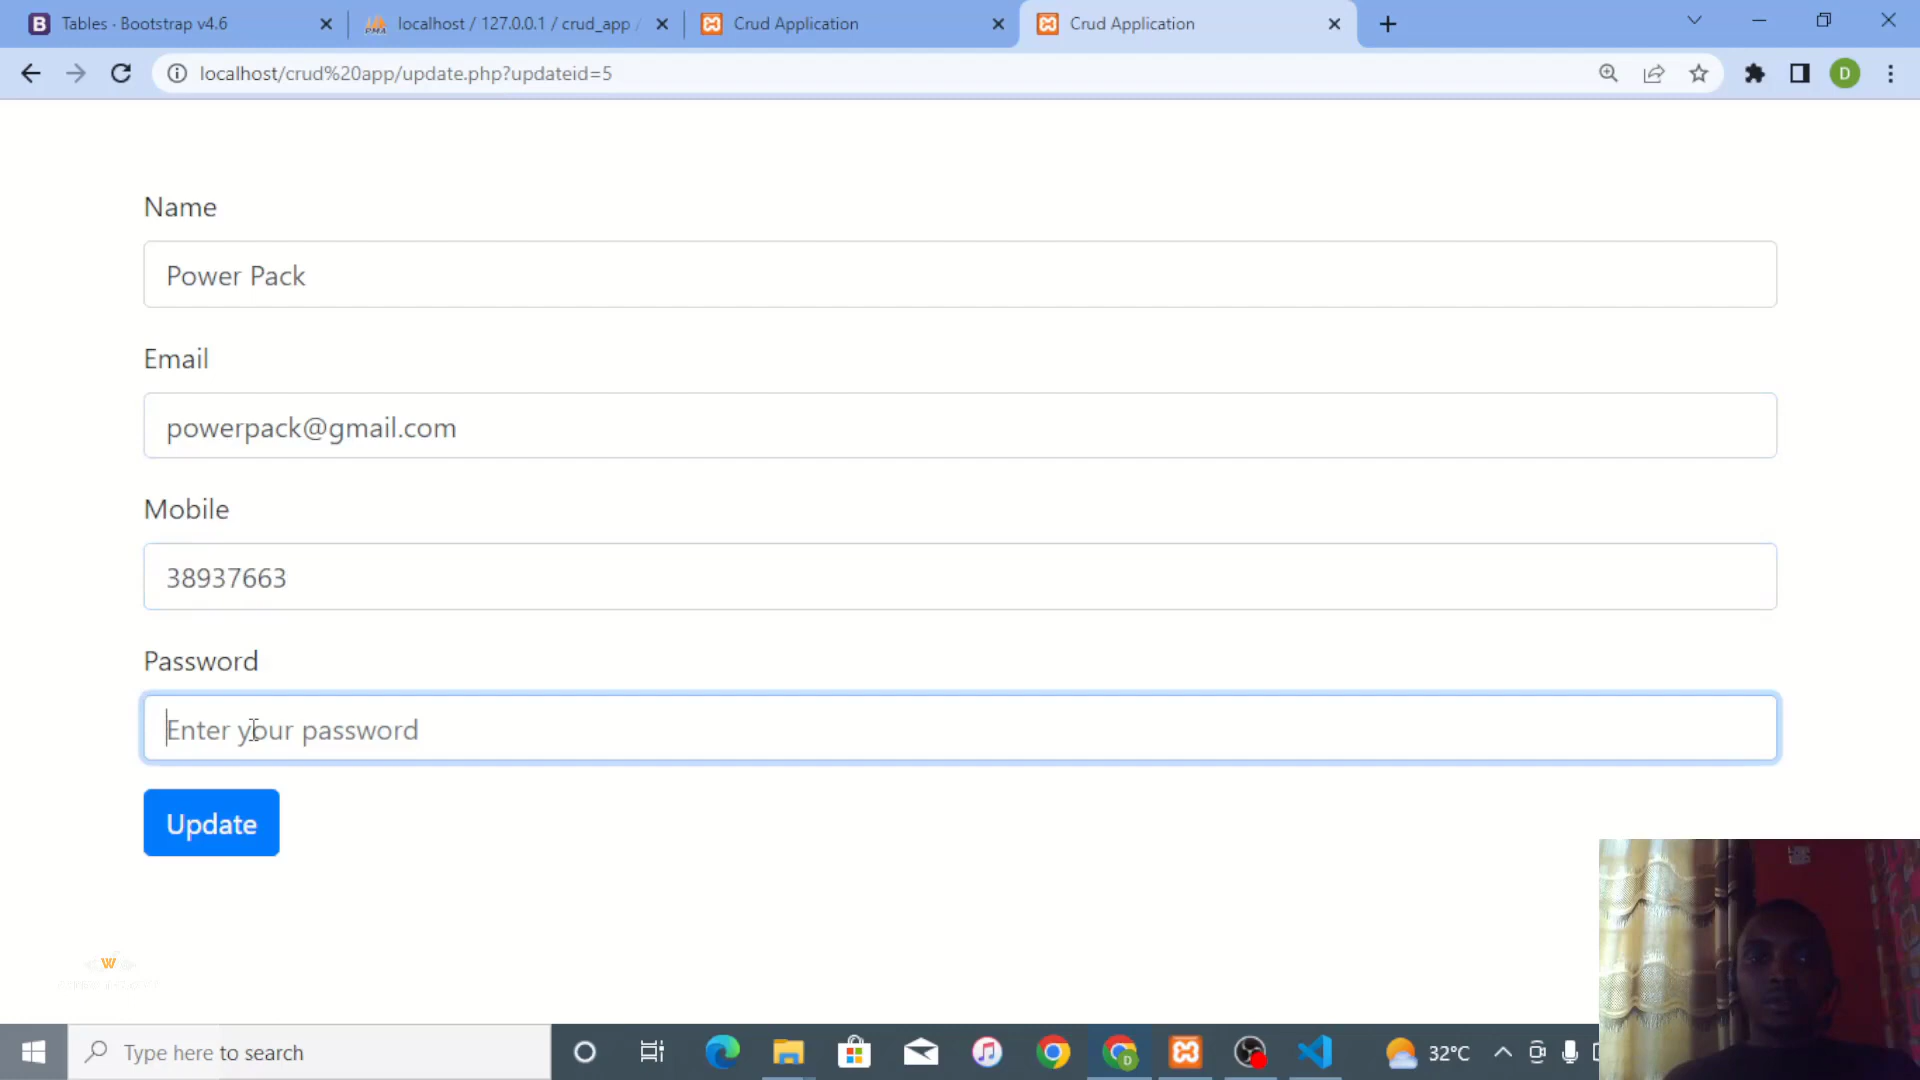 Tables - Bootstrap v4.6
localhost / 127.0.0.1 / crud_app /
Crud Application
Crud Application
localhost/crud%20app/update.php?updateid=5
D
Name
Power Pack
Email
powerpack@gmail.com
Mobile
38937663
Password
Enter your password
Update
W
Type here to search
32°C